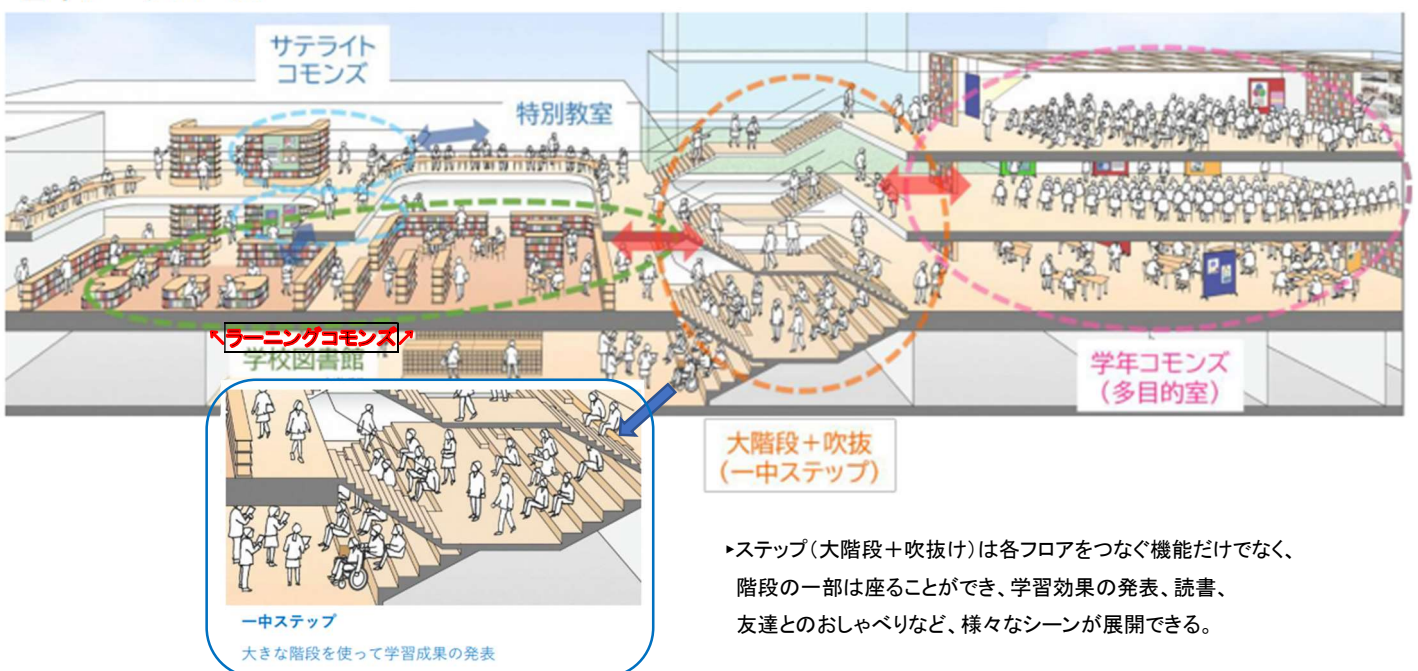 サテライト
コモンズ
特別教室
↖ラーニングコモンズ↗
学校図書館
学年コモンズ
(多目的室)
大階段+吹抜
(一中ステップ)
一中ステップ
大きな階段を使って学習成果の発表
▸ステップ(大階段+吹抜け)は各フロアをつなぐ機能だけでなく、
階段の一部は座ることができ、学習効果の発表、読書、
友達とのおしゃべりなど、様々なシーンが展開できる。